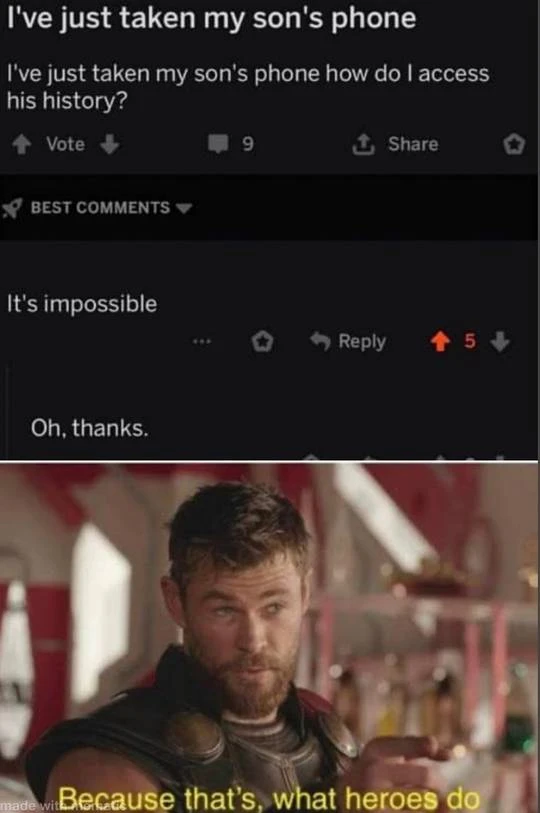 I've just taken my son's phone
I've just taken my son's phone how do I access
his history?
Vote 9 Share
BEST COMMENTS
It's impossible
... Reply 5
Oh, thanks.
Because that's, what heroes do
made with mematic